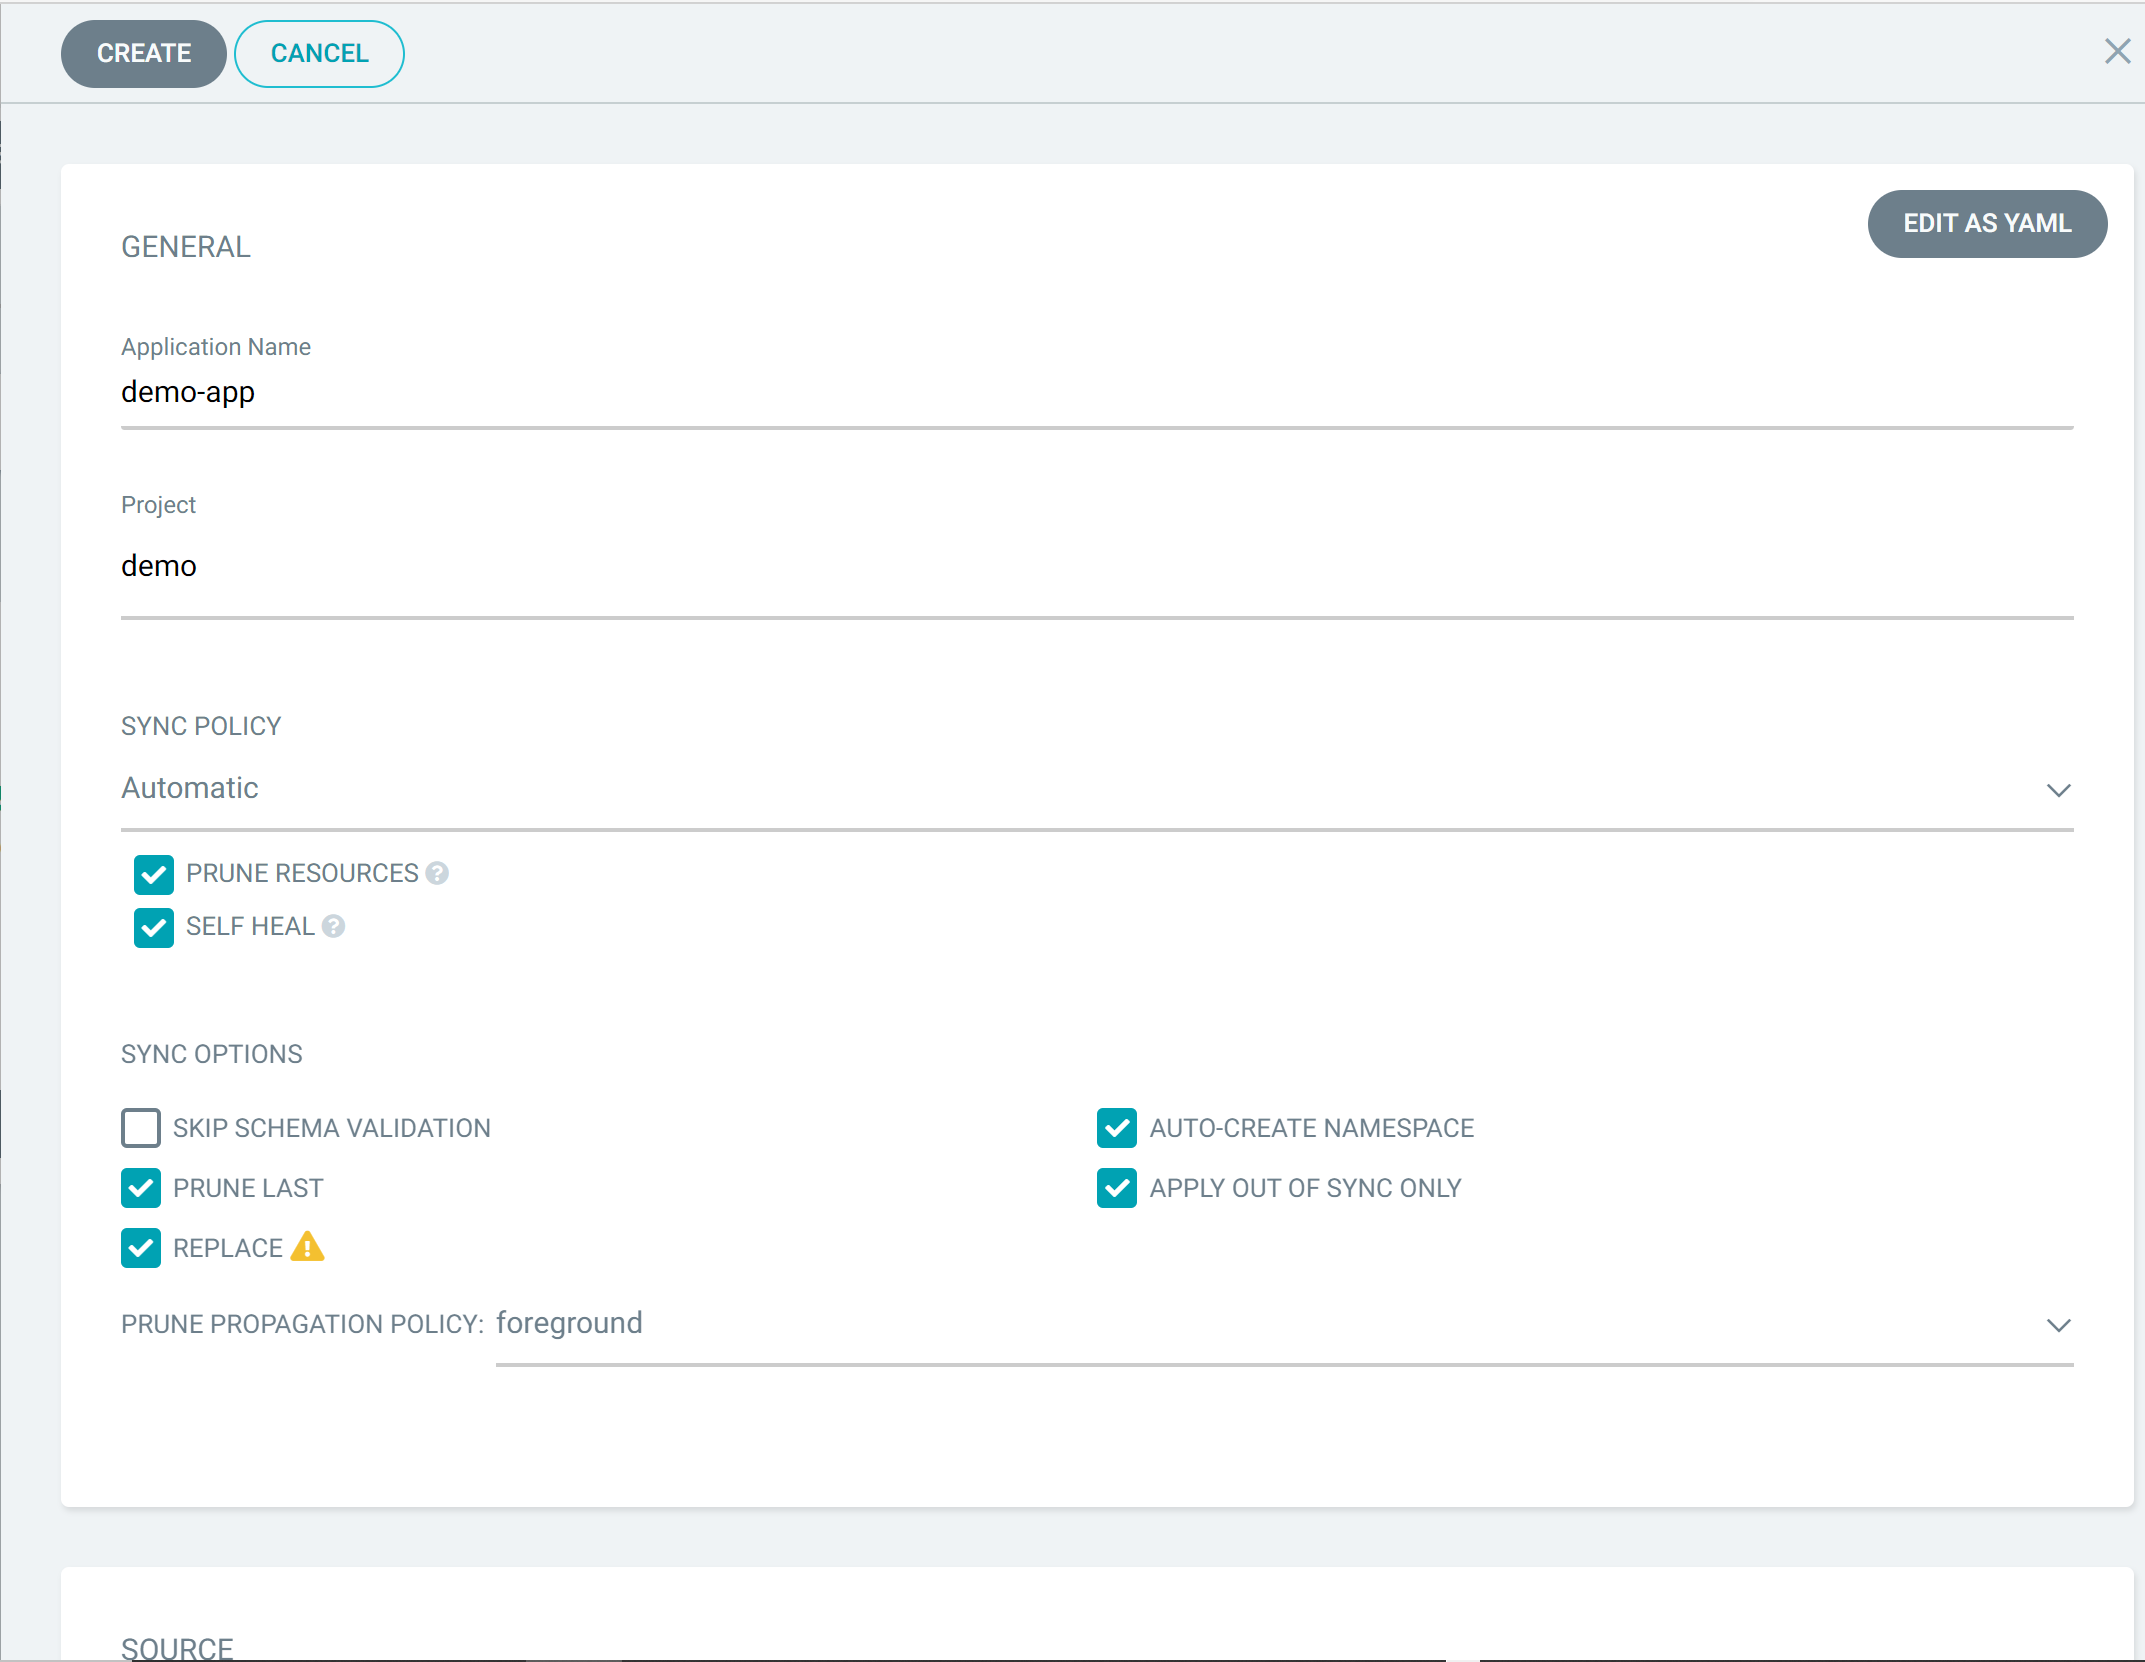 CREATE CANCEL
EDIT AS YAML
GENERAL
Application Name
demo-app
Project
demo
SYNC POLICY
Automatic
PRUNE RESOURCES ?
SELF HEAL ?
SYNC OPTIONS
SKIP SCHEMA VALIDATION AUTO-CREATE NAMESPACE
PRUNE LAST APPLY OUT OF SYNC ONLY
REPLACE
PRUNE PROPAGATION POLICY: foreground
SOURCE